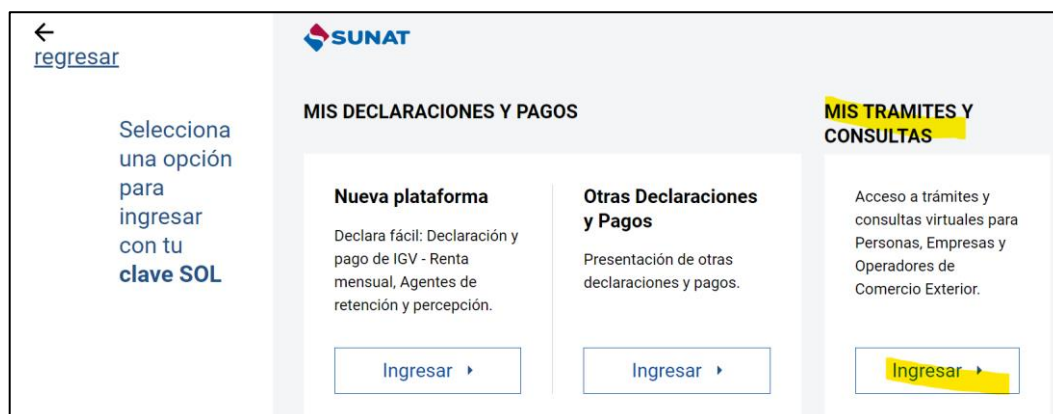 regresar
Selecciona
una opción
para
ingresar
con tu
clave SOL
SUNAT
MIS DECLARACIONES Y PAGOS
Nueva plataforma
Declara fácil: Declaración y
pago de IGV - Renta
mensual, Agentes de
retención y percepción.
Ingresar
Otras Declaraciones
y Pagos
Presentación de otras
declaraciones y pagos.
Ingresar
MIS TRAMITES Y
CONSULTAS
Acceso a trámites y
consultas virtuales para
Personas, Empresas y
Operadores de
Comercio Exterior.
Ingresar